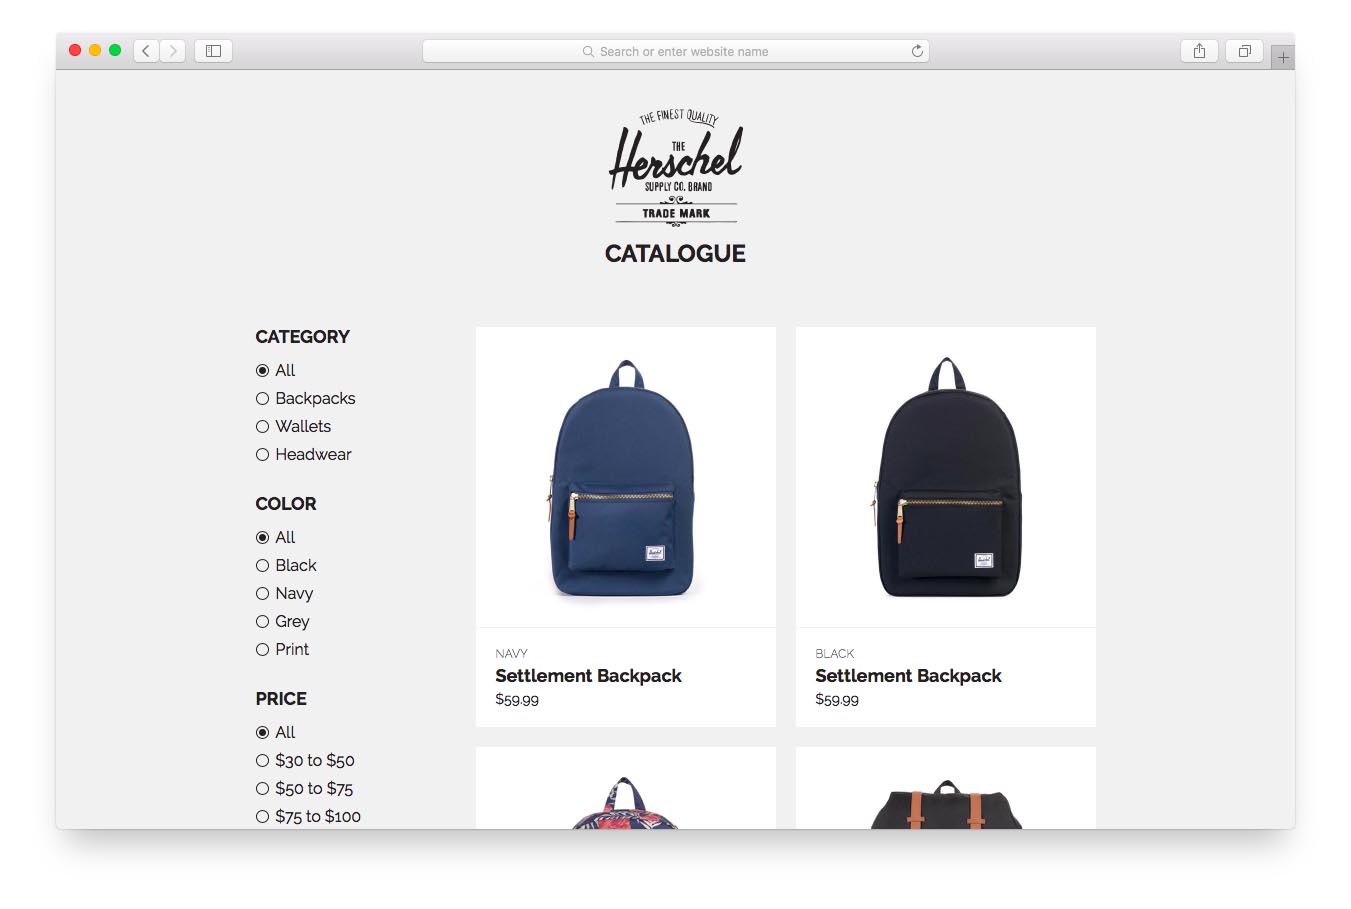 Search or enter website name
THE FINEST QUALITY
THE
Herschel
SUPPLY CO. BRAND
TRADE MARK
CATALOGUE
CATEGORY
All
Backpacks
Wallets
Headwear
COLOR
All
Black
Navy
Grey
Print
PRICE
All
$30 to $50
$50 to $75
$75 to $100
Herschel
NAVY
Settlement Backpack
$59.99
Herschel
BLACK
Settlement Backpack
$59.99